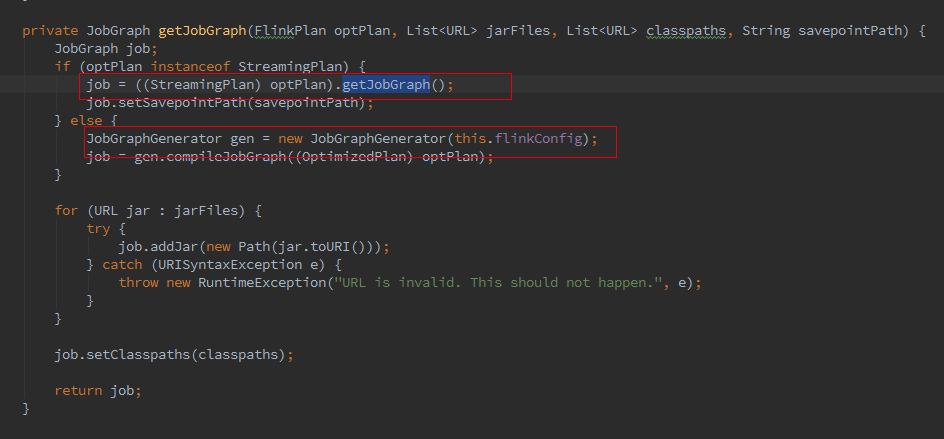 private JobGraph getJobGraph(FlinkPlan optPlan, List<URL> jarFiles, List<URL> classpaths, String savepointPath) {
JobGraph job;
if (optPlan instanceof StreamingPlan) {
job = ((StreamingPlan) optPlan).getJobGraph();
job.setSavepointPath(savepointPath);
} else {
JobGraphGenerator gen = new JobGraphGenerator(this.flinkConfig);
job = gen.compileJobGraph((OptimizedPlan) optPlan);
}
for (URL jar : jarFiles) {
try {
job.addJar(new Path(jar.toURI()));
} catch (URISyntaxException e) {
throw new RuntimeException("URL is invalid. This should not happen.", e);
}
}
job.setClasspaths(classpaths);
return job;
}